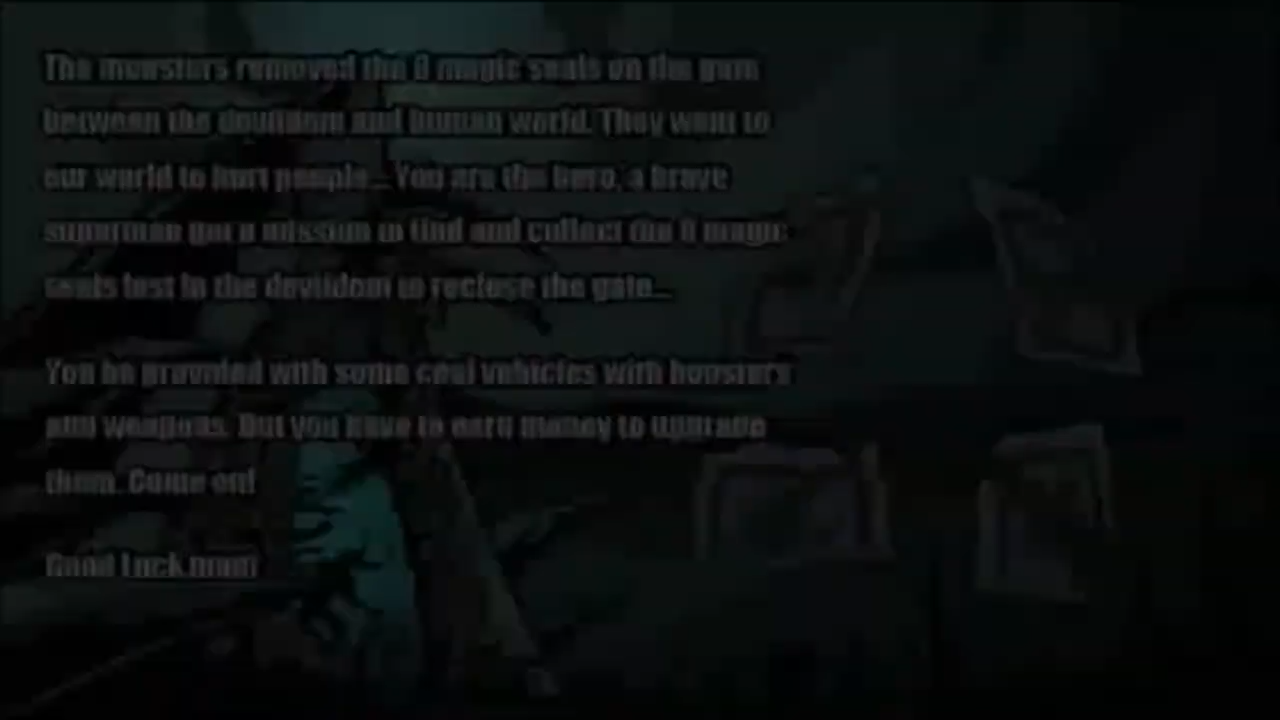 The monsters removed the 8 magic seals on the gate
between the devildom and human world. They went to
our world to hurt people... You are the hero, a brave
got a mission to find and collect the 8 magic
seals lost in the devildom to reclose the gate...
You be provided with some coal vehicles with boosters
and weapons. But you have to earn money to upgrade
them. Come on!
Good Luck